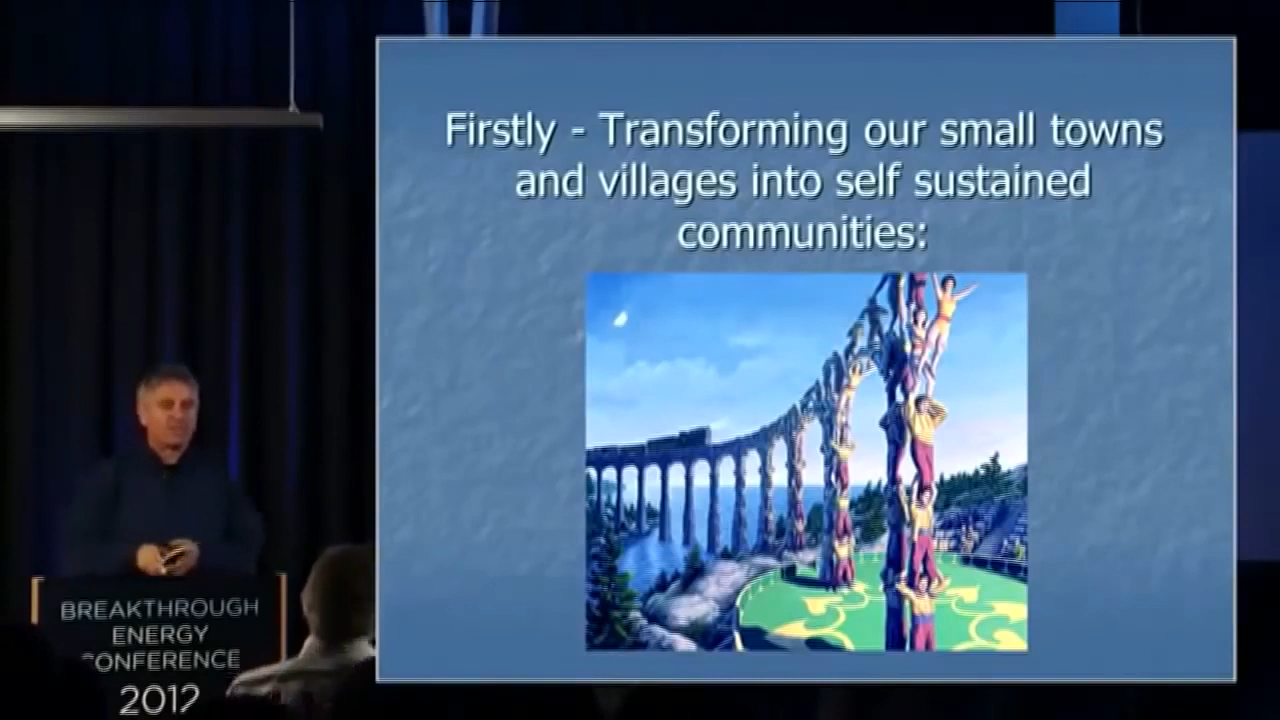 Firstly - Transforming our small towns
and villages into self sustained
communities:
BREAKTHROUGH
ENERGY
CONFERENCE
2012